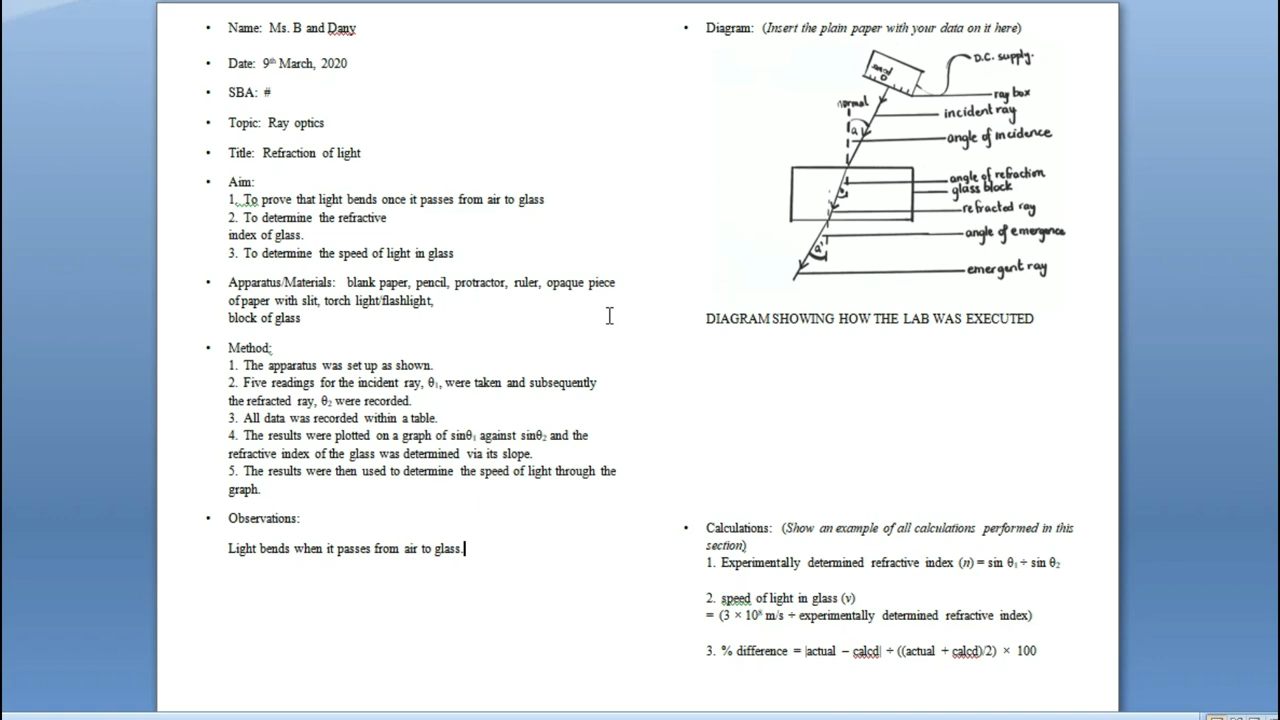 • Name: Ms. B and Dany
• Date: 9th March, 2020
• SBA: #
• Topic: Ray optics
• Title: Refraction of light
• Aim:
1. To prove that light bends once it passes from air to glass
2. To determine the refractive
index of glass.
3. To determine the speed of light in glass
• Apparatus/Materials: blank paper, pencil, protractor, ruler, opaque piece
of paper with slit, torch light/flashlight,
block of glass
• Method:
1. The apparatus was set up as shown.
2. Five readings for the incident ray, θ₁, were taken and subsequently
the refracted ray, θ₂ were recorded.
3. All data was recorded within a table.
4. The results were plotted on a graph of sinθ₁ against sinθ₂ and the
refractive index of the glass was determined via its slope.
5. The results were then used to determine the speed of light through the
graph.
• Observations:
Light bends when it passes from air to glass.
• Diagram: (Insert the plain paper with your data on it here)
D.C. supply.
ray box
normal
incident ray
a
angle of incidence
angle of refraction
glass block
refracted ray
angle of emergence
a'
emergent ray
DIAGRAM SHOWING HOW THE LAB WAS EXECUTED
• Calculations: (Show an example of all calculations performed in this
section)
1. Experimentally determined refractive index (n) = sin θ₁ ÷ sin θ₂
2. speed of light in glass (v)
= (3 × 10⁸ m/s ÷ experimentally determined refractive index)
3. % difference = |actual − calcd| ÷ ((actual + calcd)/2) × 100